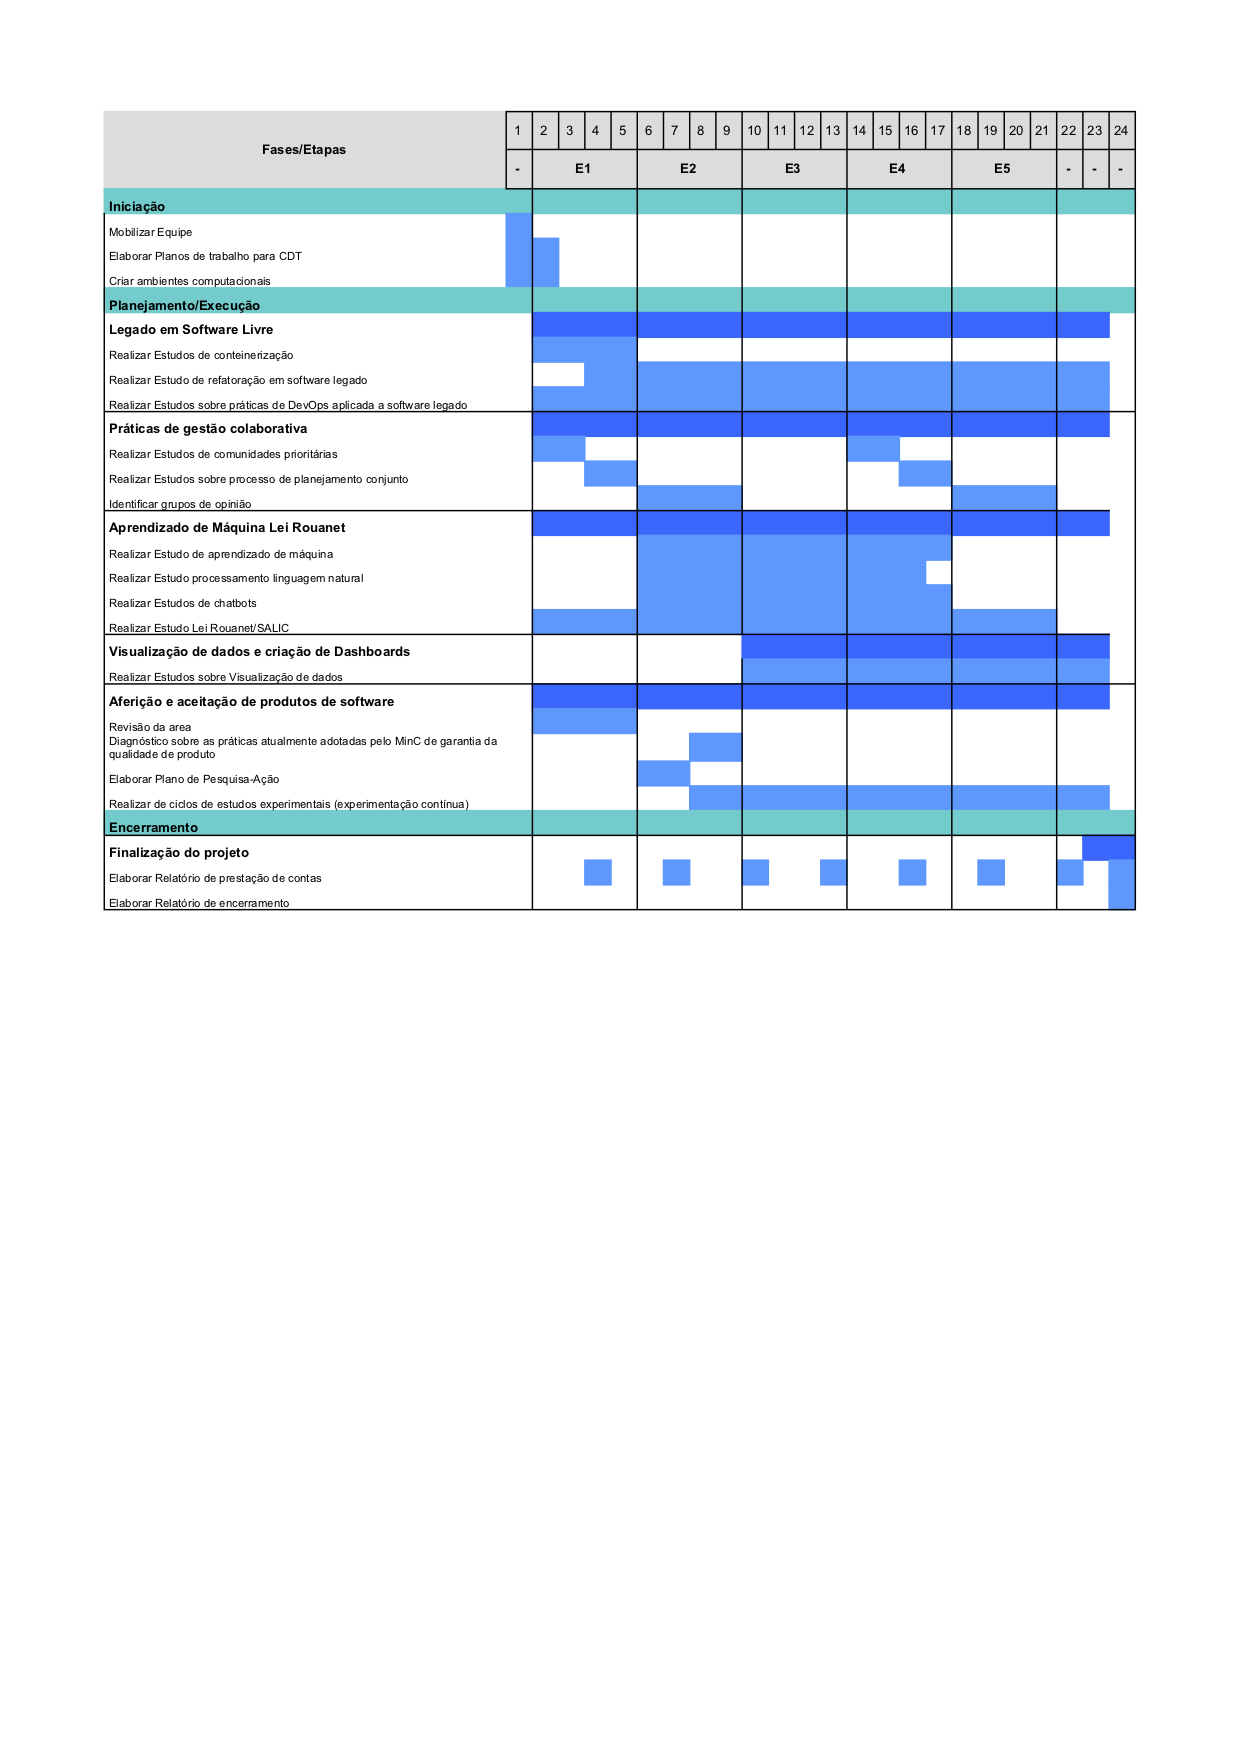 Fases/Etapas
1 2 3 4 5 6 7 8 9 10 11 12 13 14 15 16 17 18 19 20 21 22 23 24
- E1 E2 E3 E4 E5 - - -
Iniciação
Mobilizar Equipe
Elaborar Planos de trabalho para CDT
Criar ambientes computacionais
Planejamento/Execução
Legado em Software Livre
Realizar Estudos de conteinerização
Realizar Estudo de refatoração em software legado
Realizar Estudos sobre práticas de DevOps aplicada a software legado
Práticas de gestão colaborativa
Realizar Estudos de comunidades prioritárias
Realizar Estudos sobre processo de planejamento conjunto
Identificar grupos de opinião
Aprendizado de Máquina Lei Rouanet
Realizar Estudo de aprendizado de máquina
Realizar Estudo processamento linguagem natural
Realizar Estudos de chatbots
Realizar Estudo Lei Rouanet/SALIC
Visualização de dados e criação de Dashboards
Realizar Estudos sobre Visualização de dados
Aferição e aceitação de produtos de software
Revisão da area
Diagnóstico sobre as práticas atualmente adotadas pelo MinC de garantia da
qualidade de produto
Elaborar Plano de Pesquisa-Ação
Realizar de ciclos de estudos experimentais (experimentação contínua)
Encerramento
Finalização do projeto
Elaborar Relatório de prestação de contas
Elaborar Relatório de encerramento